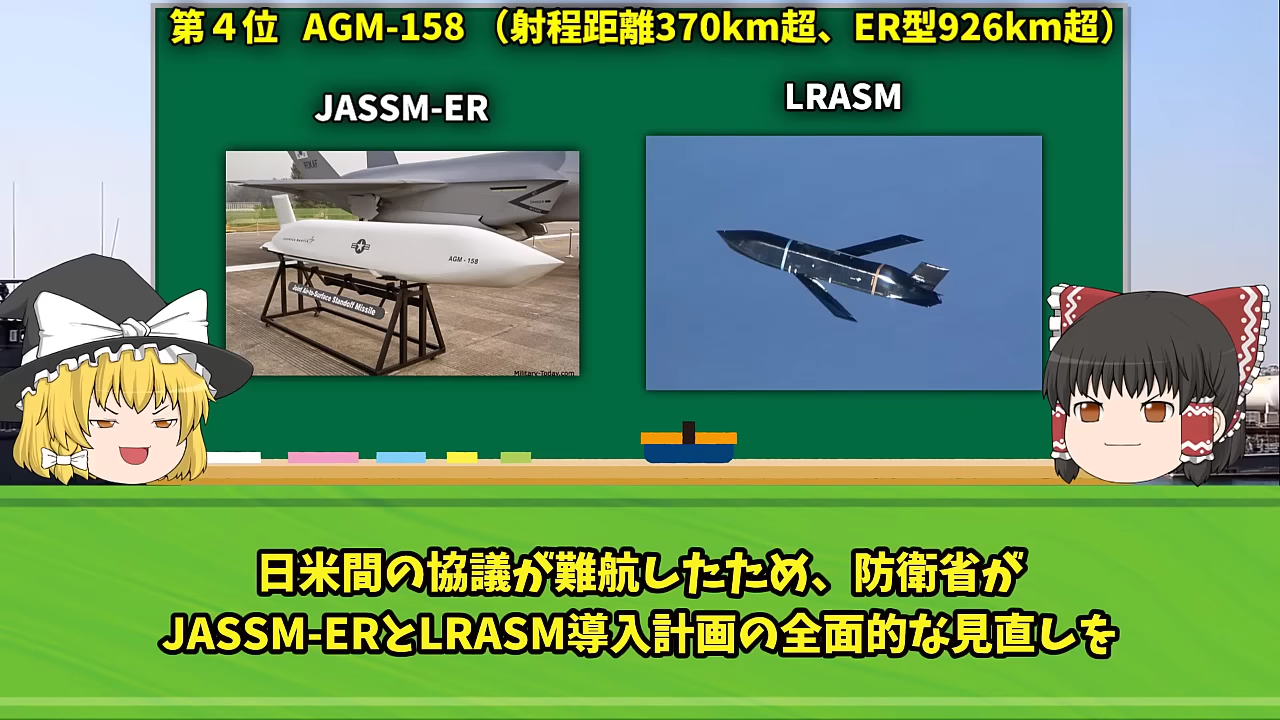 第４位 AGM-158 （射程距離370km超、ER型926km超）
JASSM-ER
LRASM
AGM - 158
Joint Air-to-Surface Standoff Missile
Military-Today.com
日米間の協議が難航したため、防衛省が
JASSM-ERとLRASM導入計画の全面的な見直しを